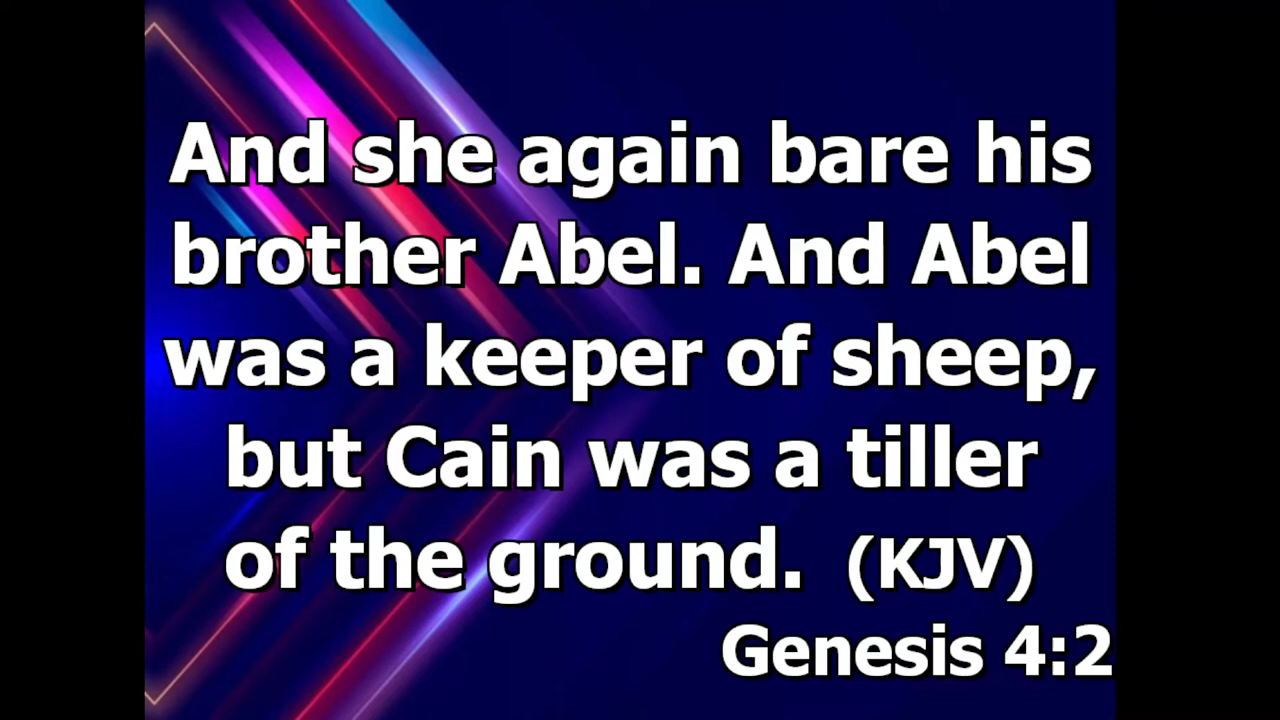 And she again bare his
brother Abel. And Abel
was a keeper of sheep,
but Cain was a tiller
of the ground. (KJV)
Genesis 4:2